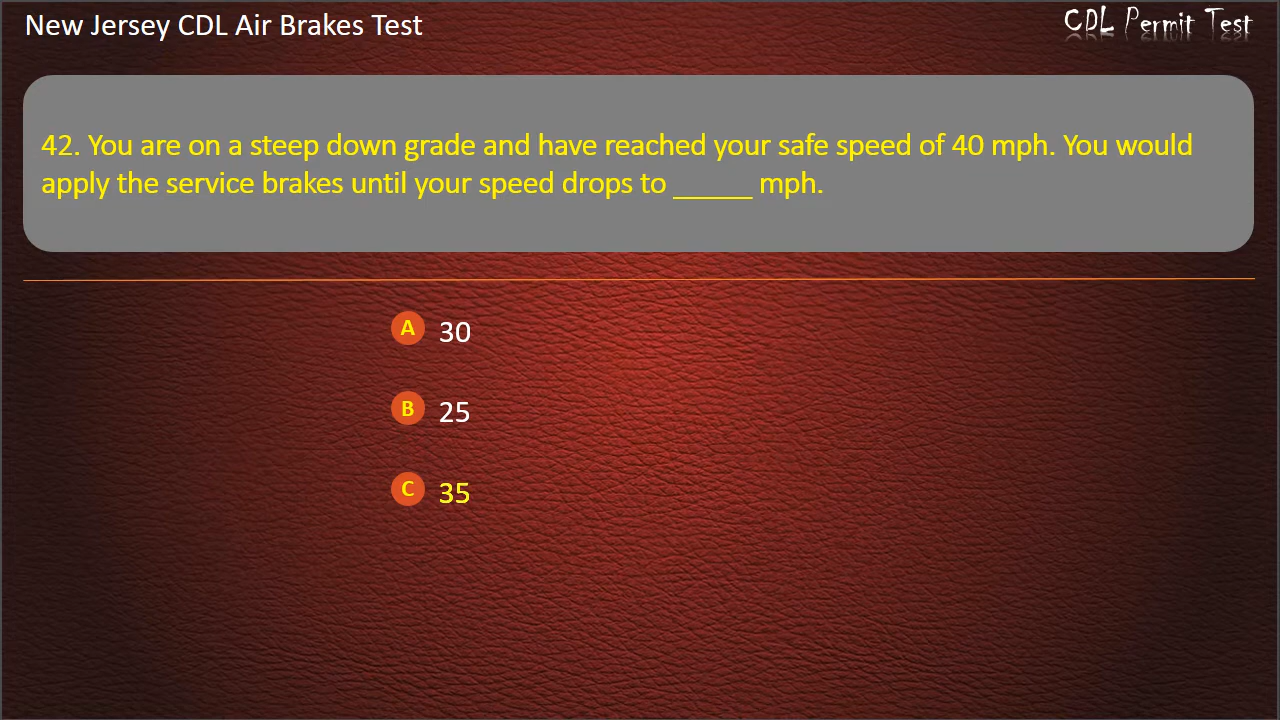 New Jersey CDL Air Brakes Test
CDL Permit Test
42. You are on a steep down grade and have reached your safe speed of 40 mph. You would
apply the service brakes until your speed drops to ______ mph.
A 30
B 25
C 35